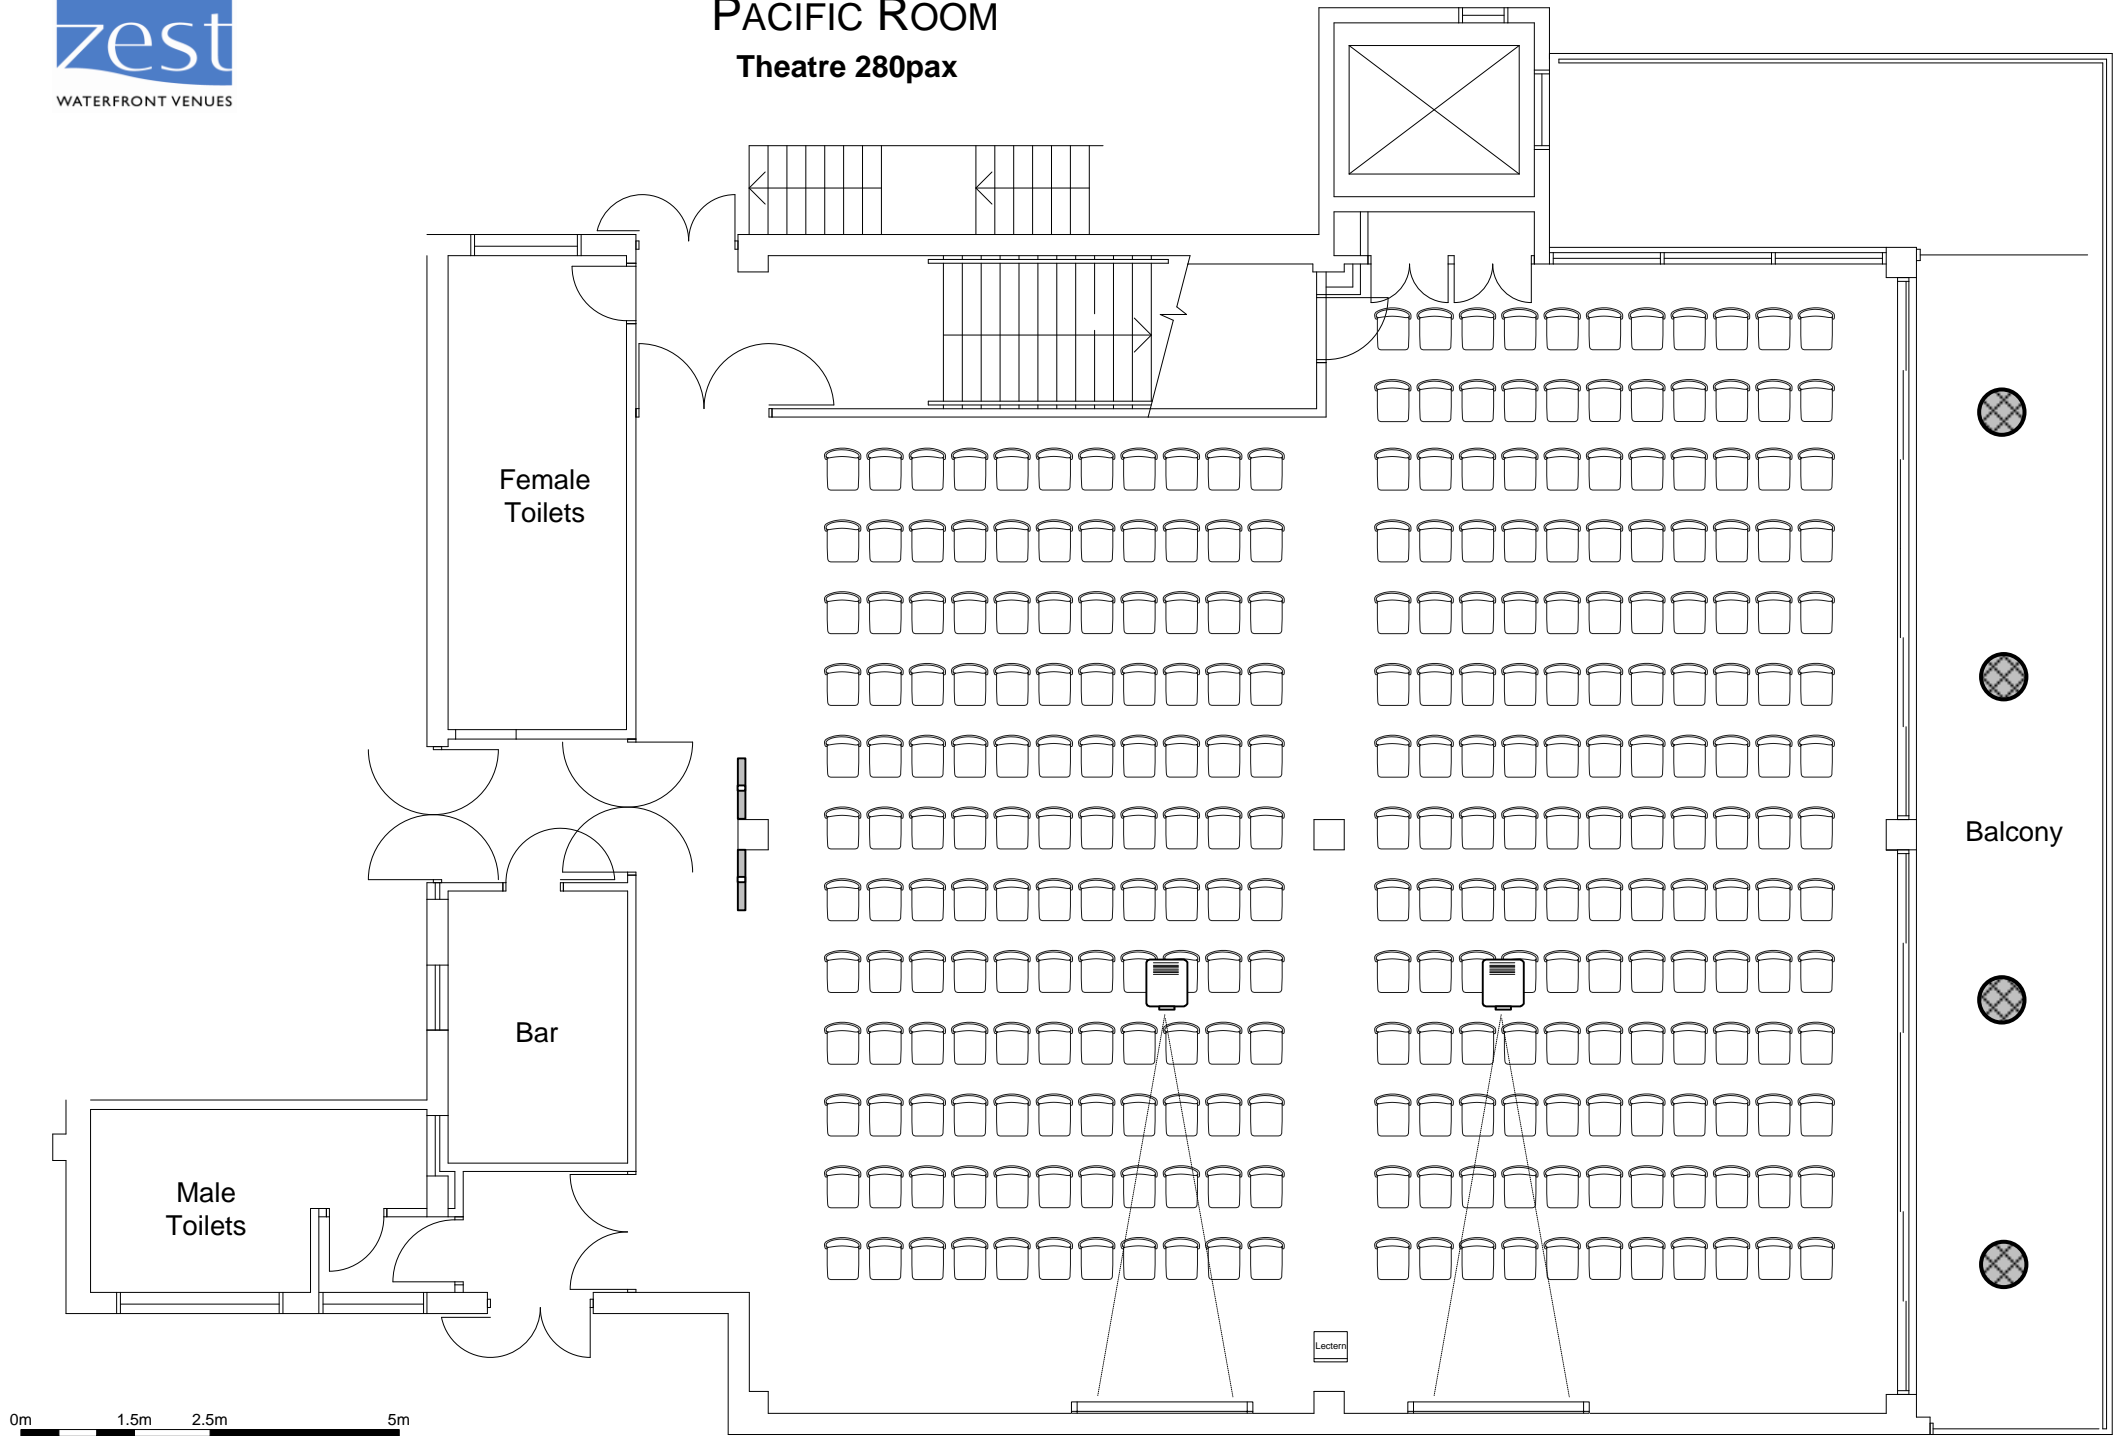 zest
WATERFRONT VENUES
PACIFIC ROOM
Theatre 280pax
Female
Toilets
Balcony
Bar
Male
Toilets
Lectern
0m 1.5m 2.5m 5m